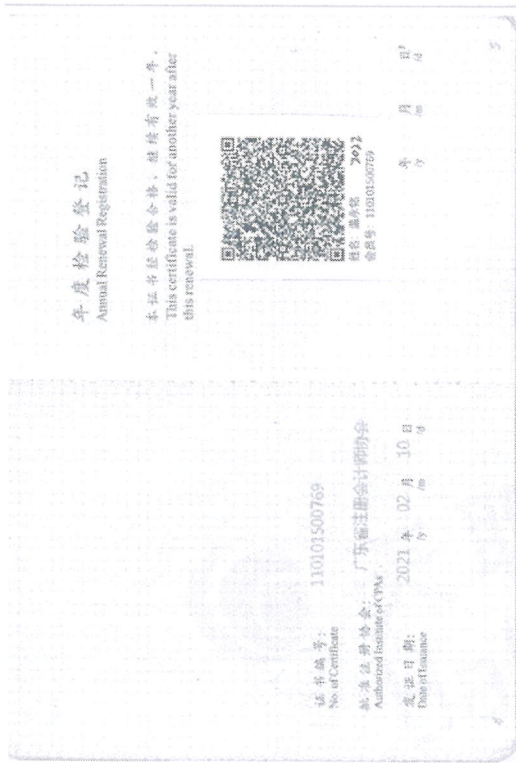 年度检验登记
Annual Renewal Registration
本证书经检验合格，继续有效一年。
This certificate is valid for another year after
this renewal.
2022
会员号：110101500769
年 月 日
/y /m /d
5
证书编号：
No. of Certificate
110101500769
批准注册协会：
Authorized Institute of CPAs
广东省注册会计师协会
发证日期：
Date of Issuance
2021 年 02 月 10 日
/y /m /d